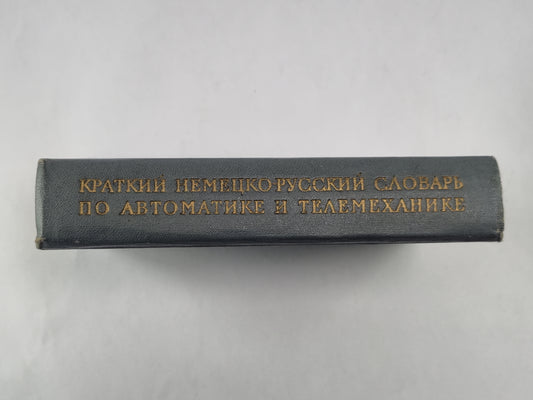 КРАТКИЙ НЕМЕЦКО-РУССКИЙ СЛОВАРЬ
ПО АВТОМАТИКЕ И ТЕЛЕМЕХАНИКЕ